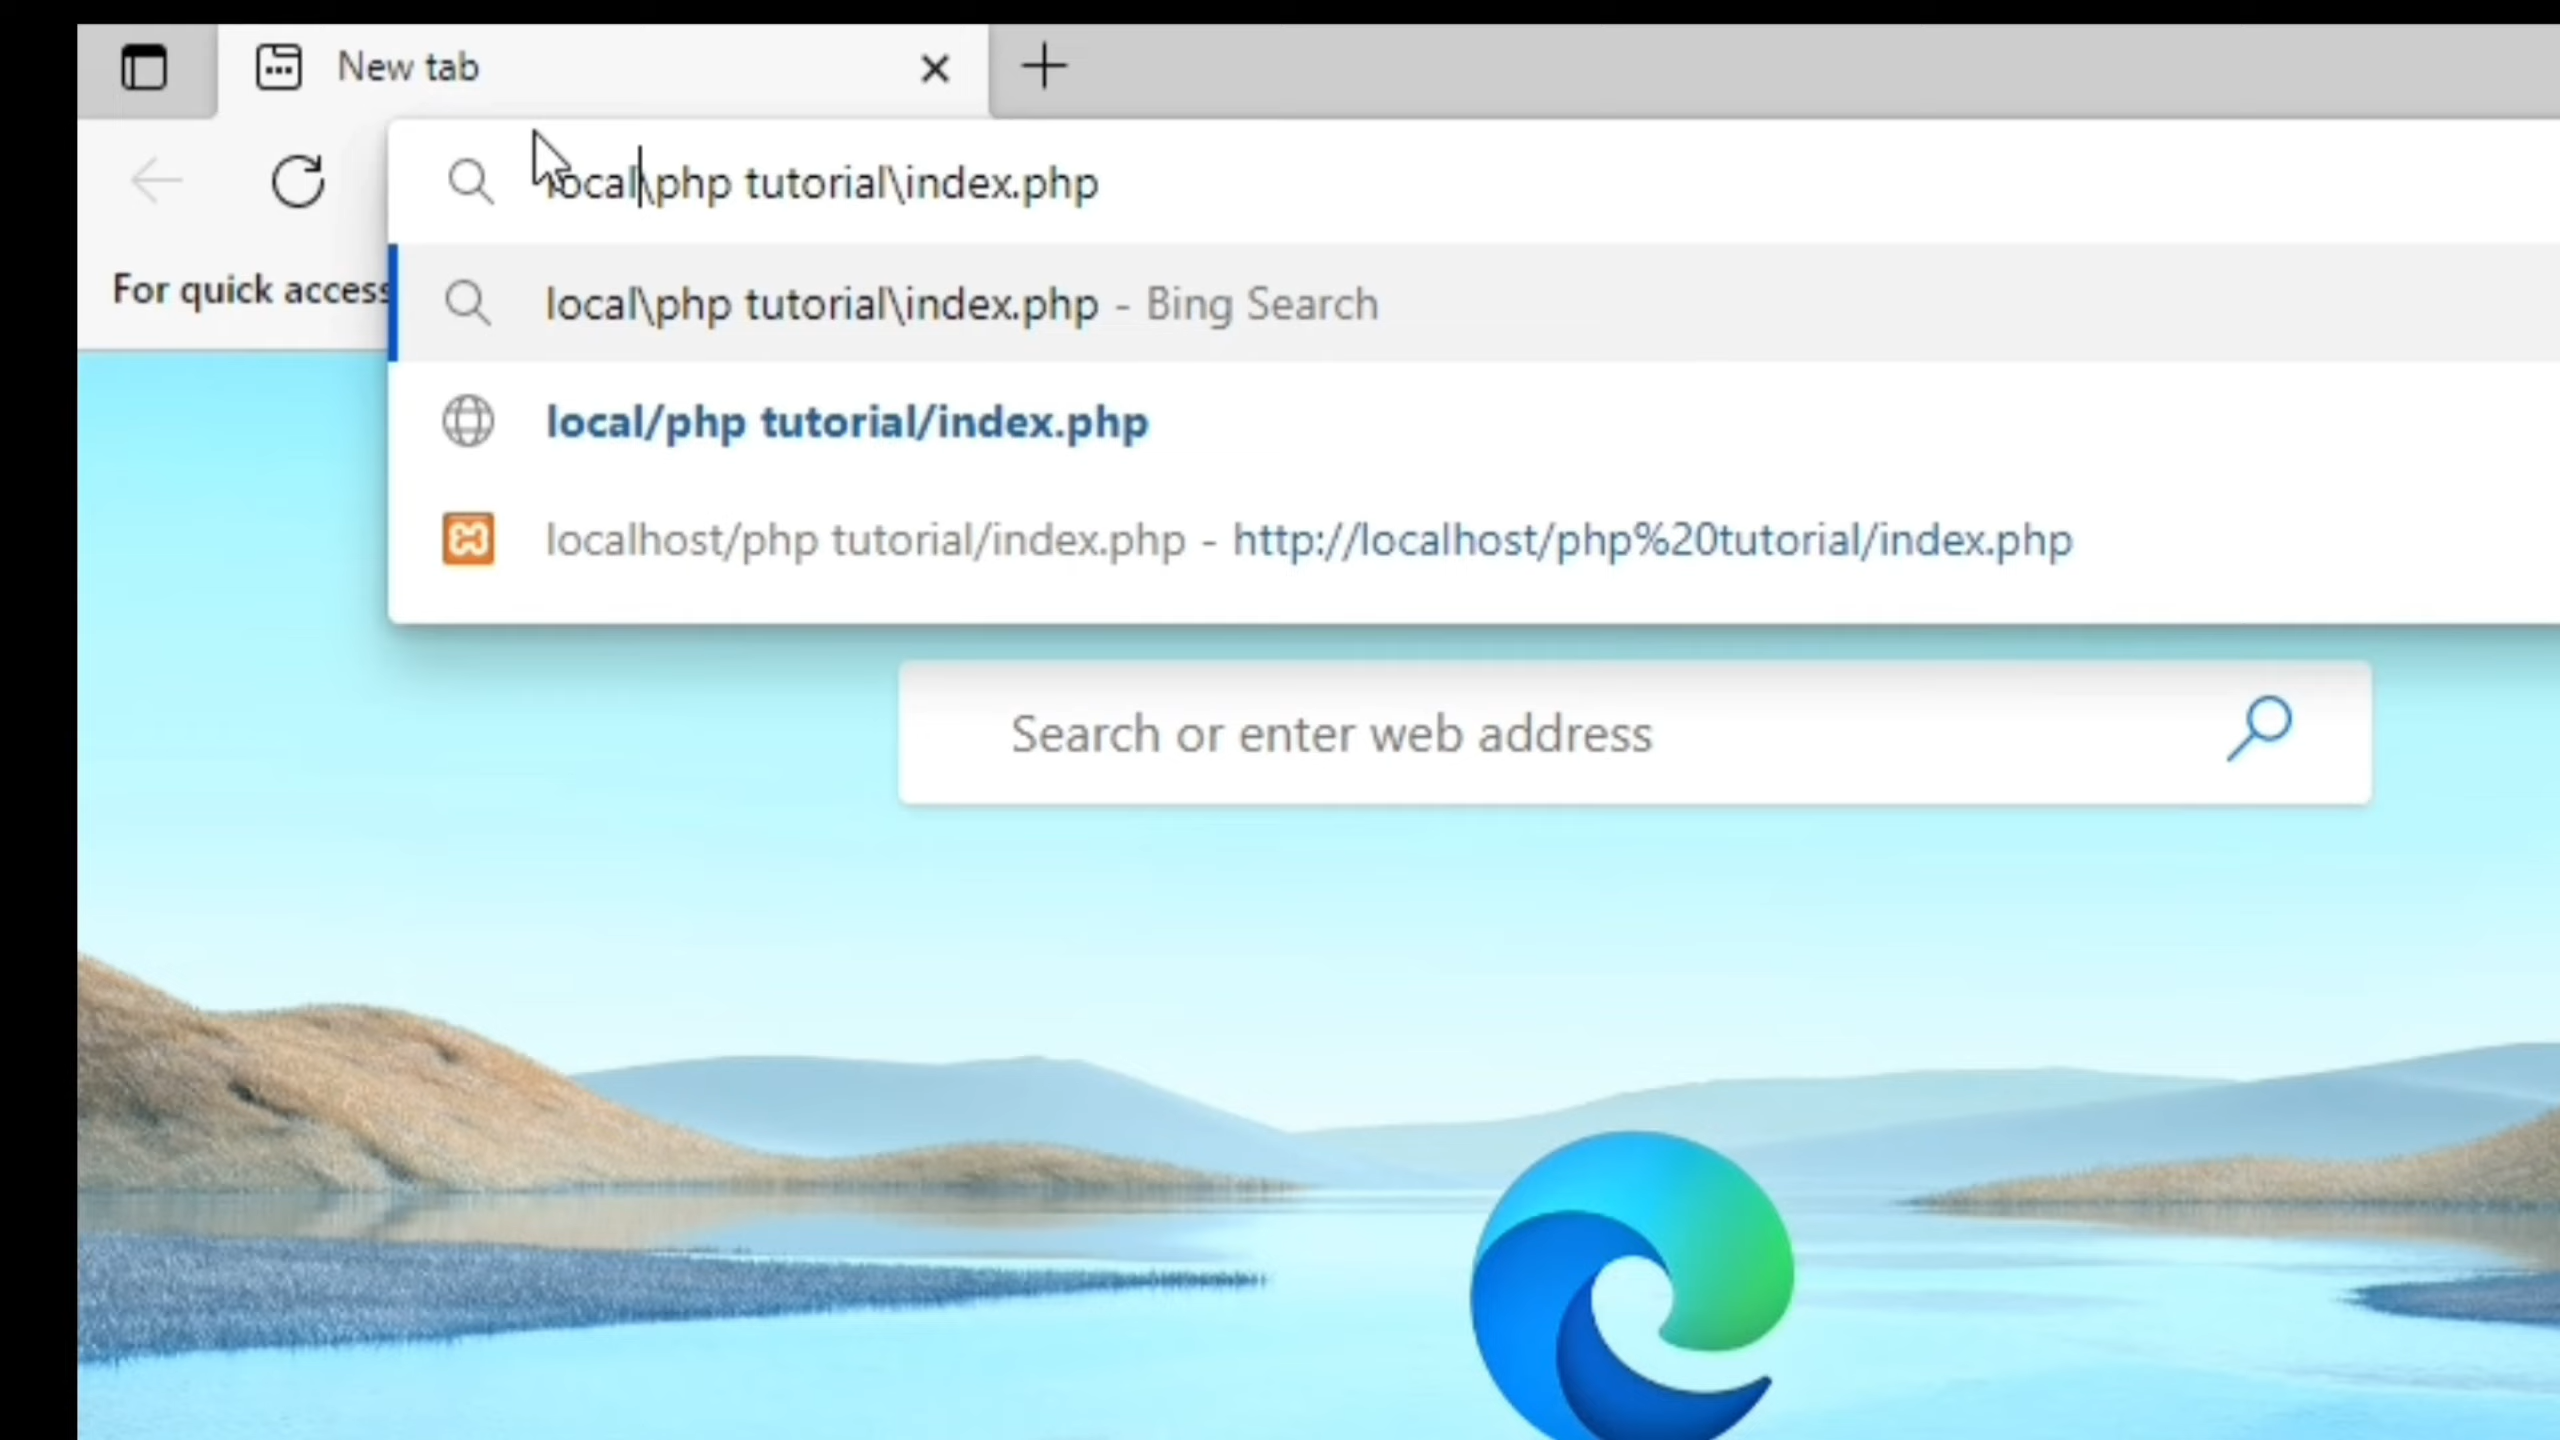 New tab
local\php tutorial\index.php
For quick access
local\php tutorial\index.php - Bing Search
local/php tutorial/index.php
localhost/php tutorial/index.php - http://localhost/php%20tutorial/index.php
Search or enter web address